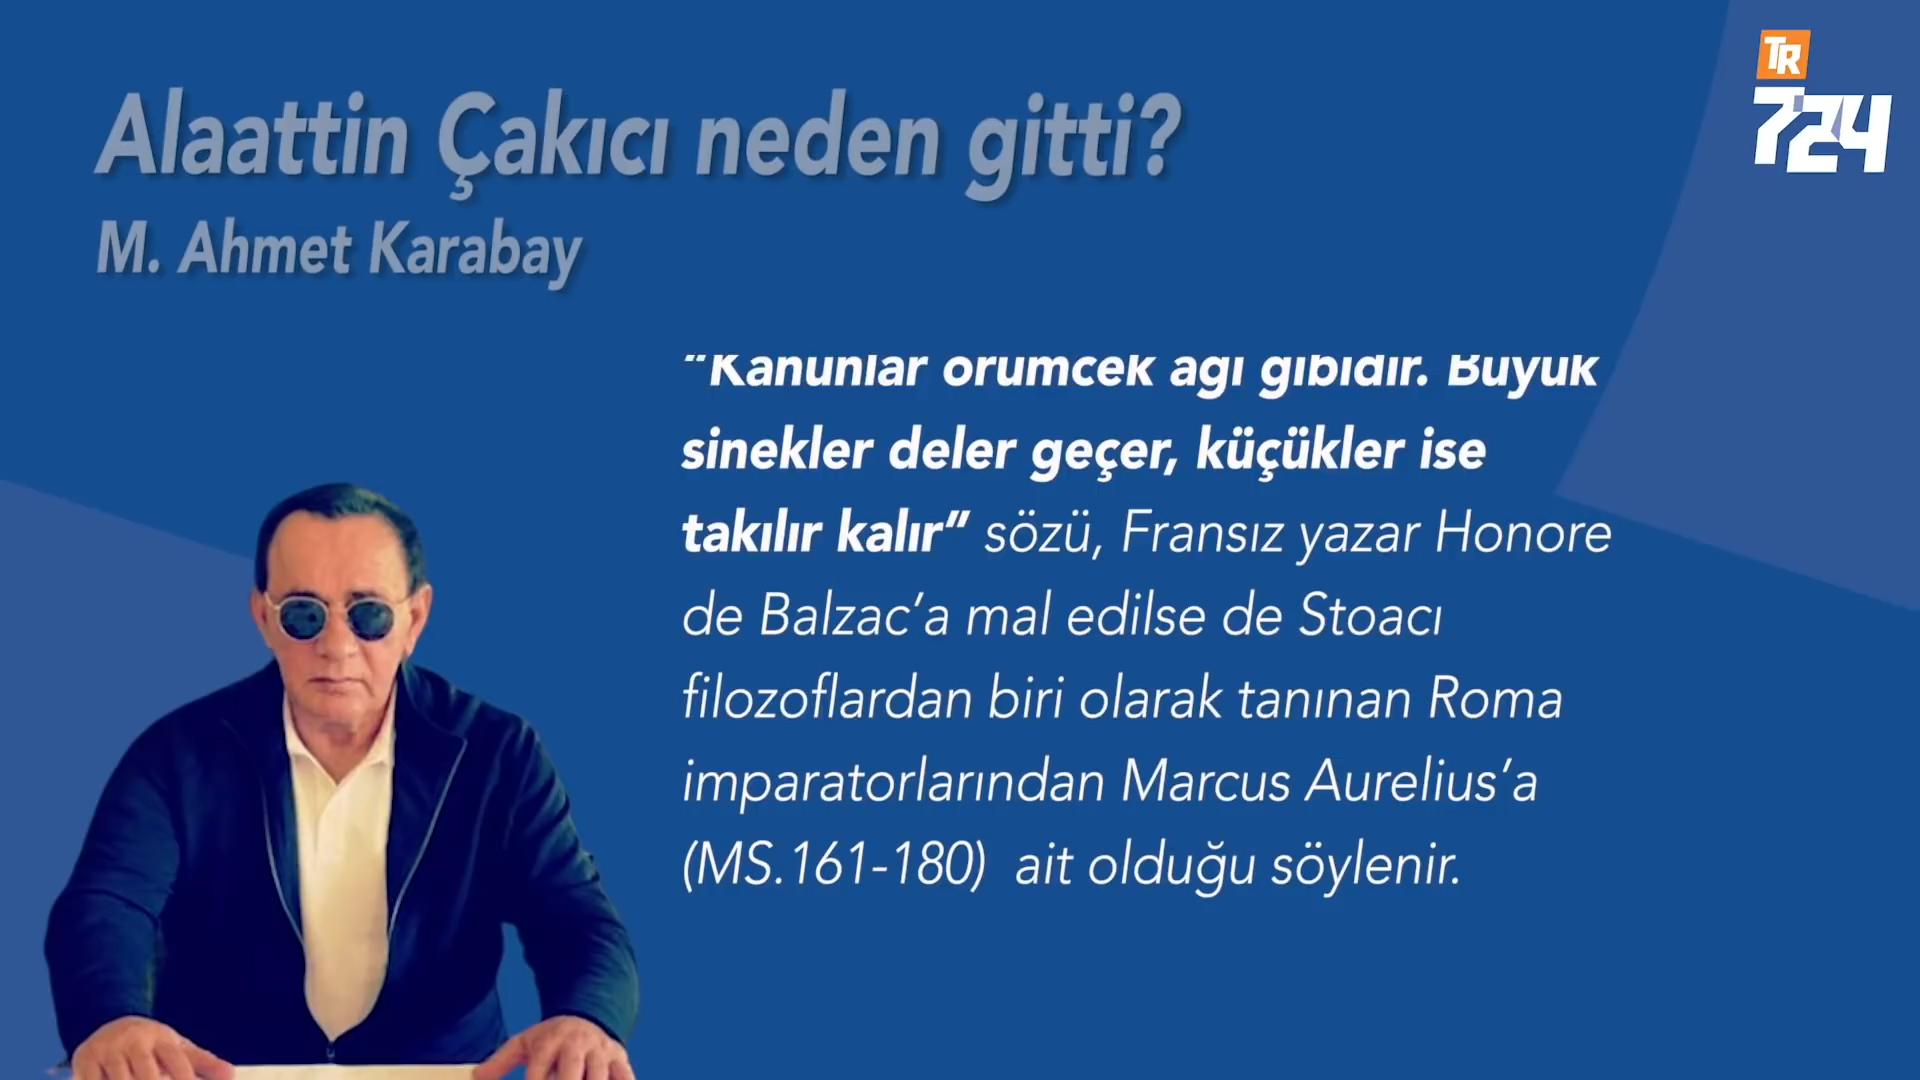 Alaattin Çakıcı neden gitti?
M. Ahmet Karabay
TR
724
"Kanunlar örümcek ağı gibidir. Büyük
sinekler deler geçer, küçükler ise
takılır kalır" sözü, Fransız yazar Honore
de Balzac'a mal edilse de Stoacı
filozoflardan biri olarak tanınan Roma
imparatorlarından Marcus Aurelius'a
(MS.161-180) ait olduğu söylenir.